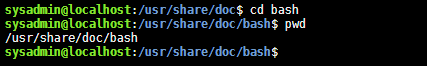 sysadmin@localhost:/usr/share/doc$ cd bash
sysadmin@localhost:/usr/share/doc/bash$ pwd
/usr/share/doc/bash
sysadmin@localhost:/usr/share/doc/bash$